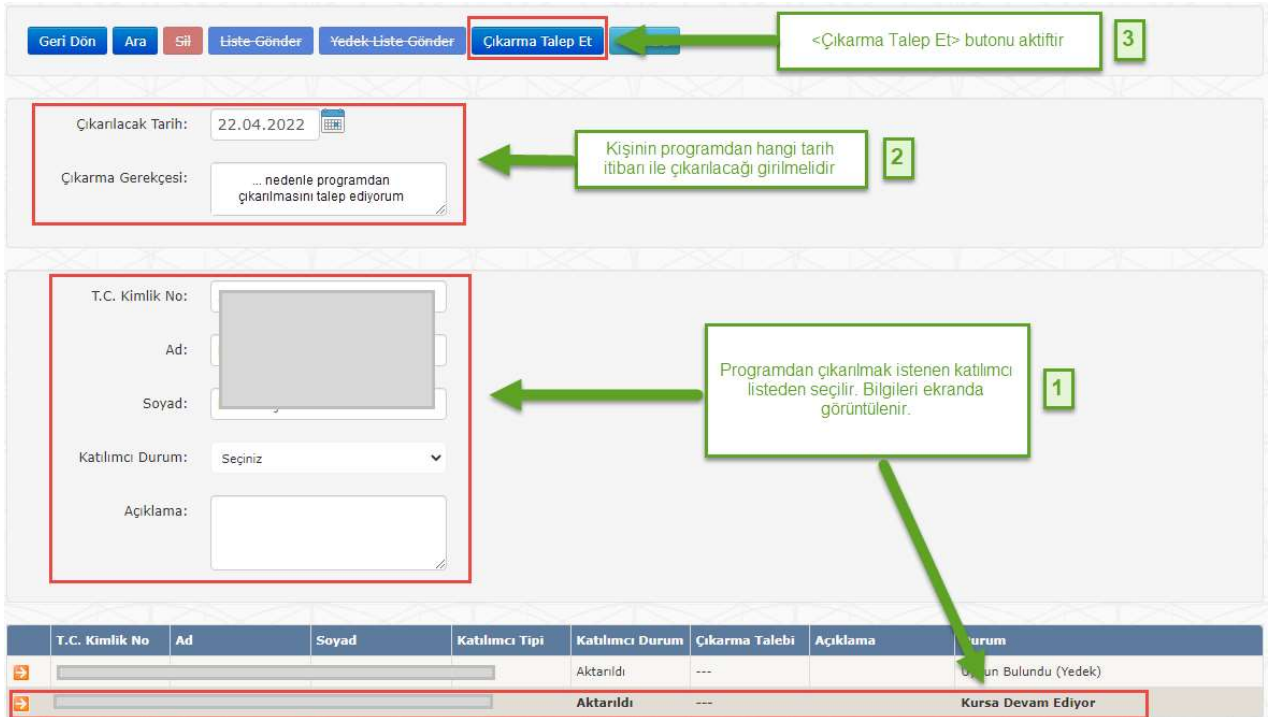 Geri Dön Ara Sil Liste Gönder Yedek Liste Gönder Çıkarma Talep Et
<Çıkarma Talep Et> butonu aktiftir
3
Çıkarılacak Tarih: 22.04.2022
Çıkarma Gerekçesi:
... nedenle programdan
çıkarılmasını talep ediyorum
Kişinin programdan hangi tarih
itibarı ile çıkarılacağı girilmelidir
2
T.C. Kimlik No:
Ad:
Soyad:
Katılımcı Durum: Seçiniz
Açıklama:
Programdan çıkarılmak istenen katılımcı
listeden seçilir. Bilgileri ekranda
görüntülenir.
1
T.C. Kimlik No Ad Soyad Katılımcı Tipi Katılımcı Durum Çıkarma Talebi Açıklama Durum
Aktarıldı --- Uygun Bulundu (Yedek)
Aktarıldı --- Kursa Devam Ediyor